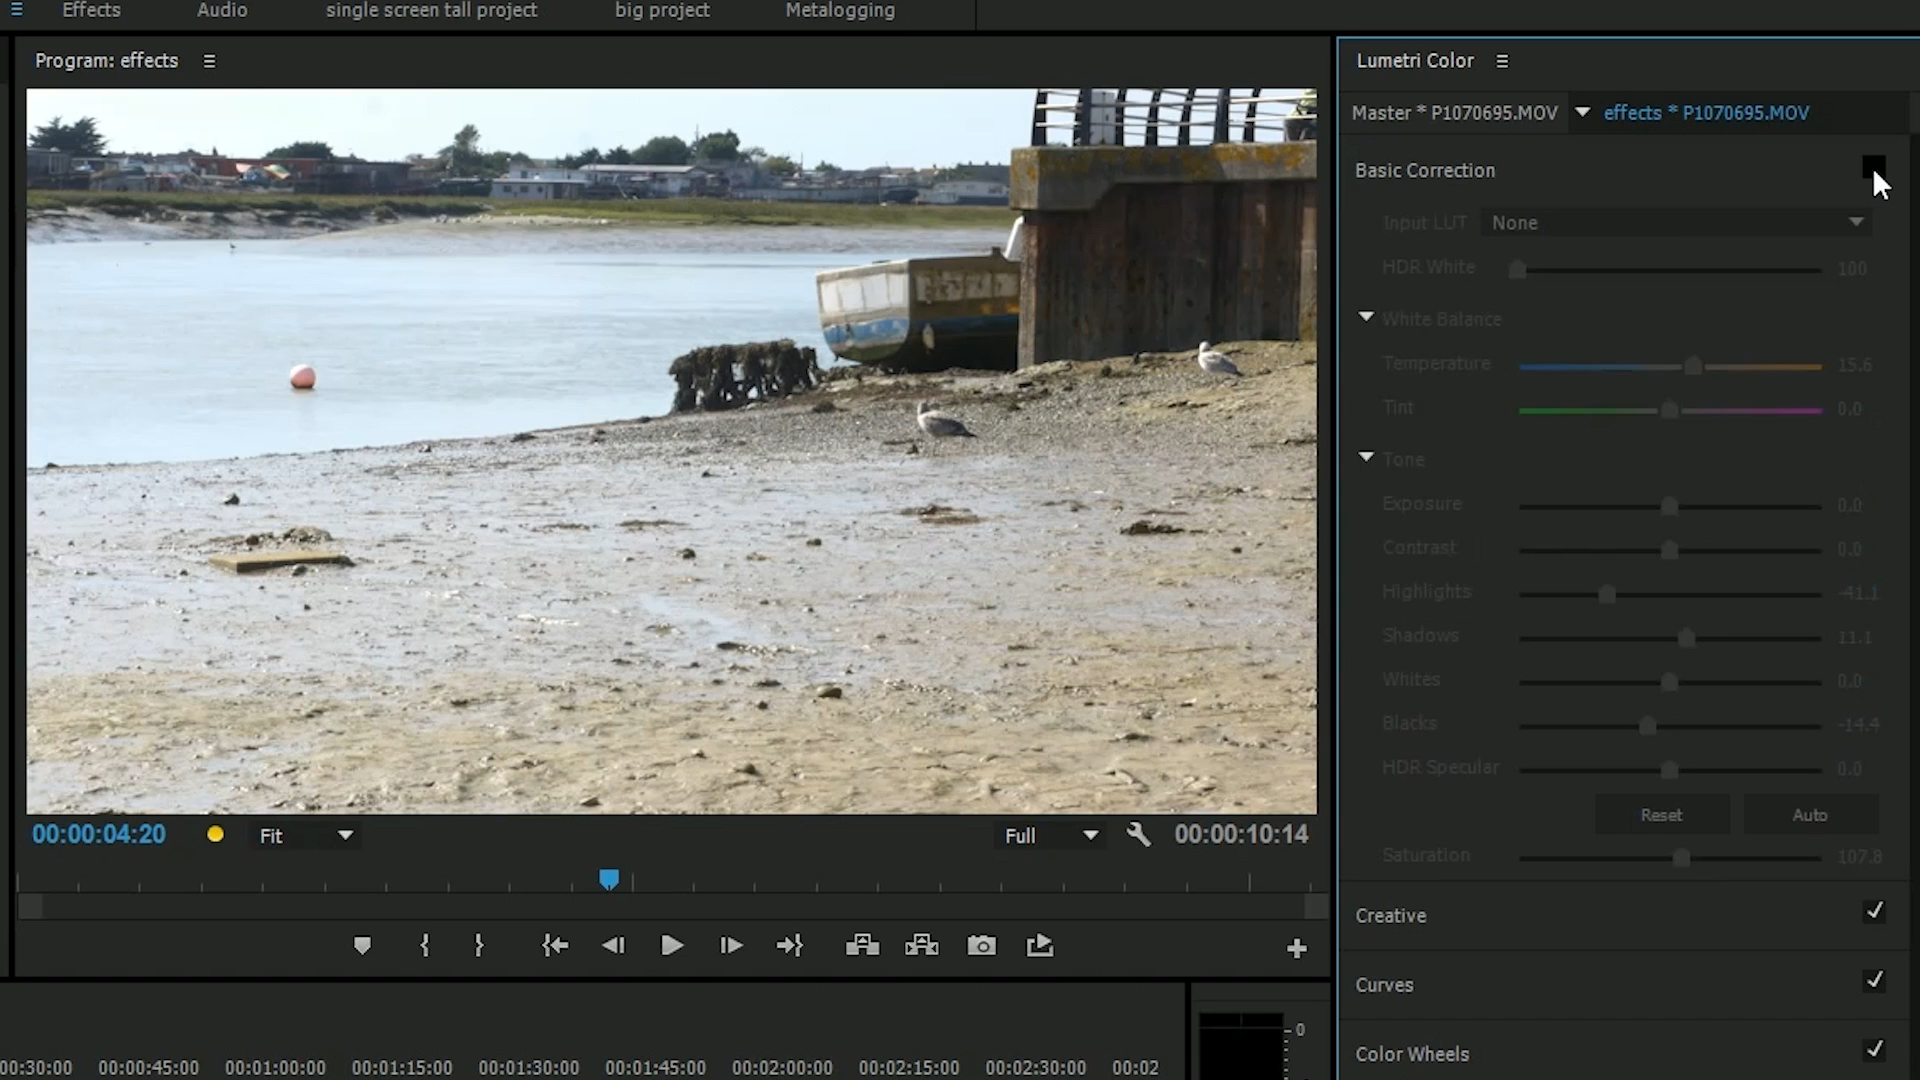 Effects Audio single screen tall project big project Metalogging
Program: effects
Lumetri Color
Master * P1070695.MOV effects * P1070695.MOV
Basic Correction
Input LUT None
HDR White 100
White Balance
Temperature 15.6
Tint 0.0
Tone
Exposure 0.0
Contrast 0.0
Highlights -41.1
Shadows 11.1
Whites 0.0
Blacks -14.4
HDR Specular 0.0
Reset Auto
Saturation 107.8
00:00:04:20 Fit Full 00:00:10:14
Creative
Curves
Color Wheels
0
00:30:00 00:00:45:00 00:01:00:00 00:01:15:00 00:01:30:00 00:01:45:00 00:02:00:00 00:02:15:00 00:02:30:00 00:02